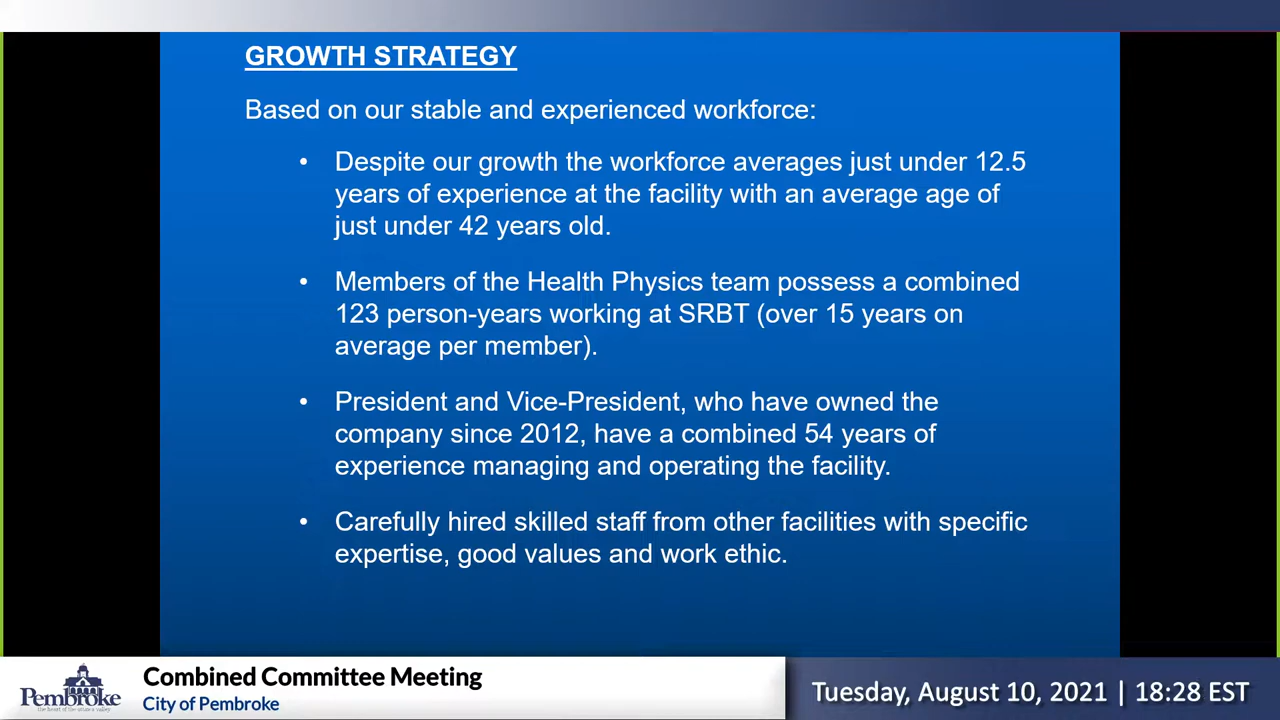 GROWTH STRATEGY
Based on our stable and experienced workforce:
• Despite our growth the workforce averages just under 12.5
years of experience at the facility with an average age of
just under 42 years old.
• Members of the Health Physics team possess a combined
123 person-years working at SRBT (over 15 years on
average per member).
• President and Vice-President, who have owned the
company since 2012, have a combined 54 years of
experience managing and operating the facility.
• Carefully hired skilled staff from other facilities with specific
expertise, good values and work ethic.
Pembroke
Combined Committee Meeting
City of Pembroke
Tuesday, August 10, 2021 | 18:28 EST